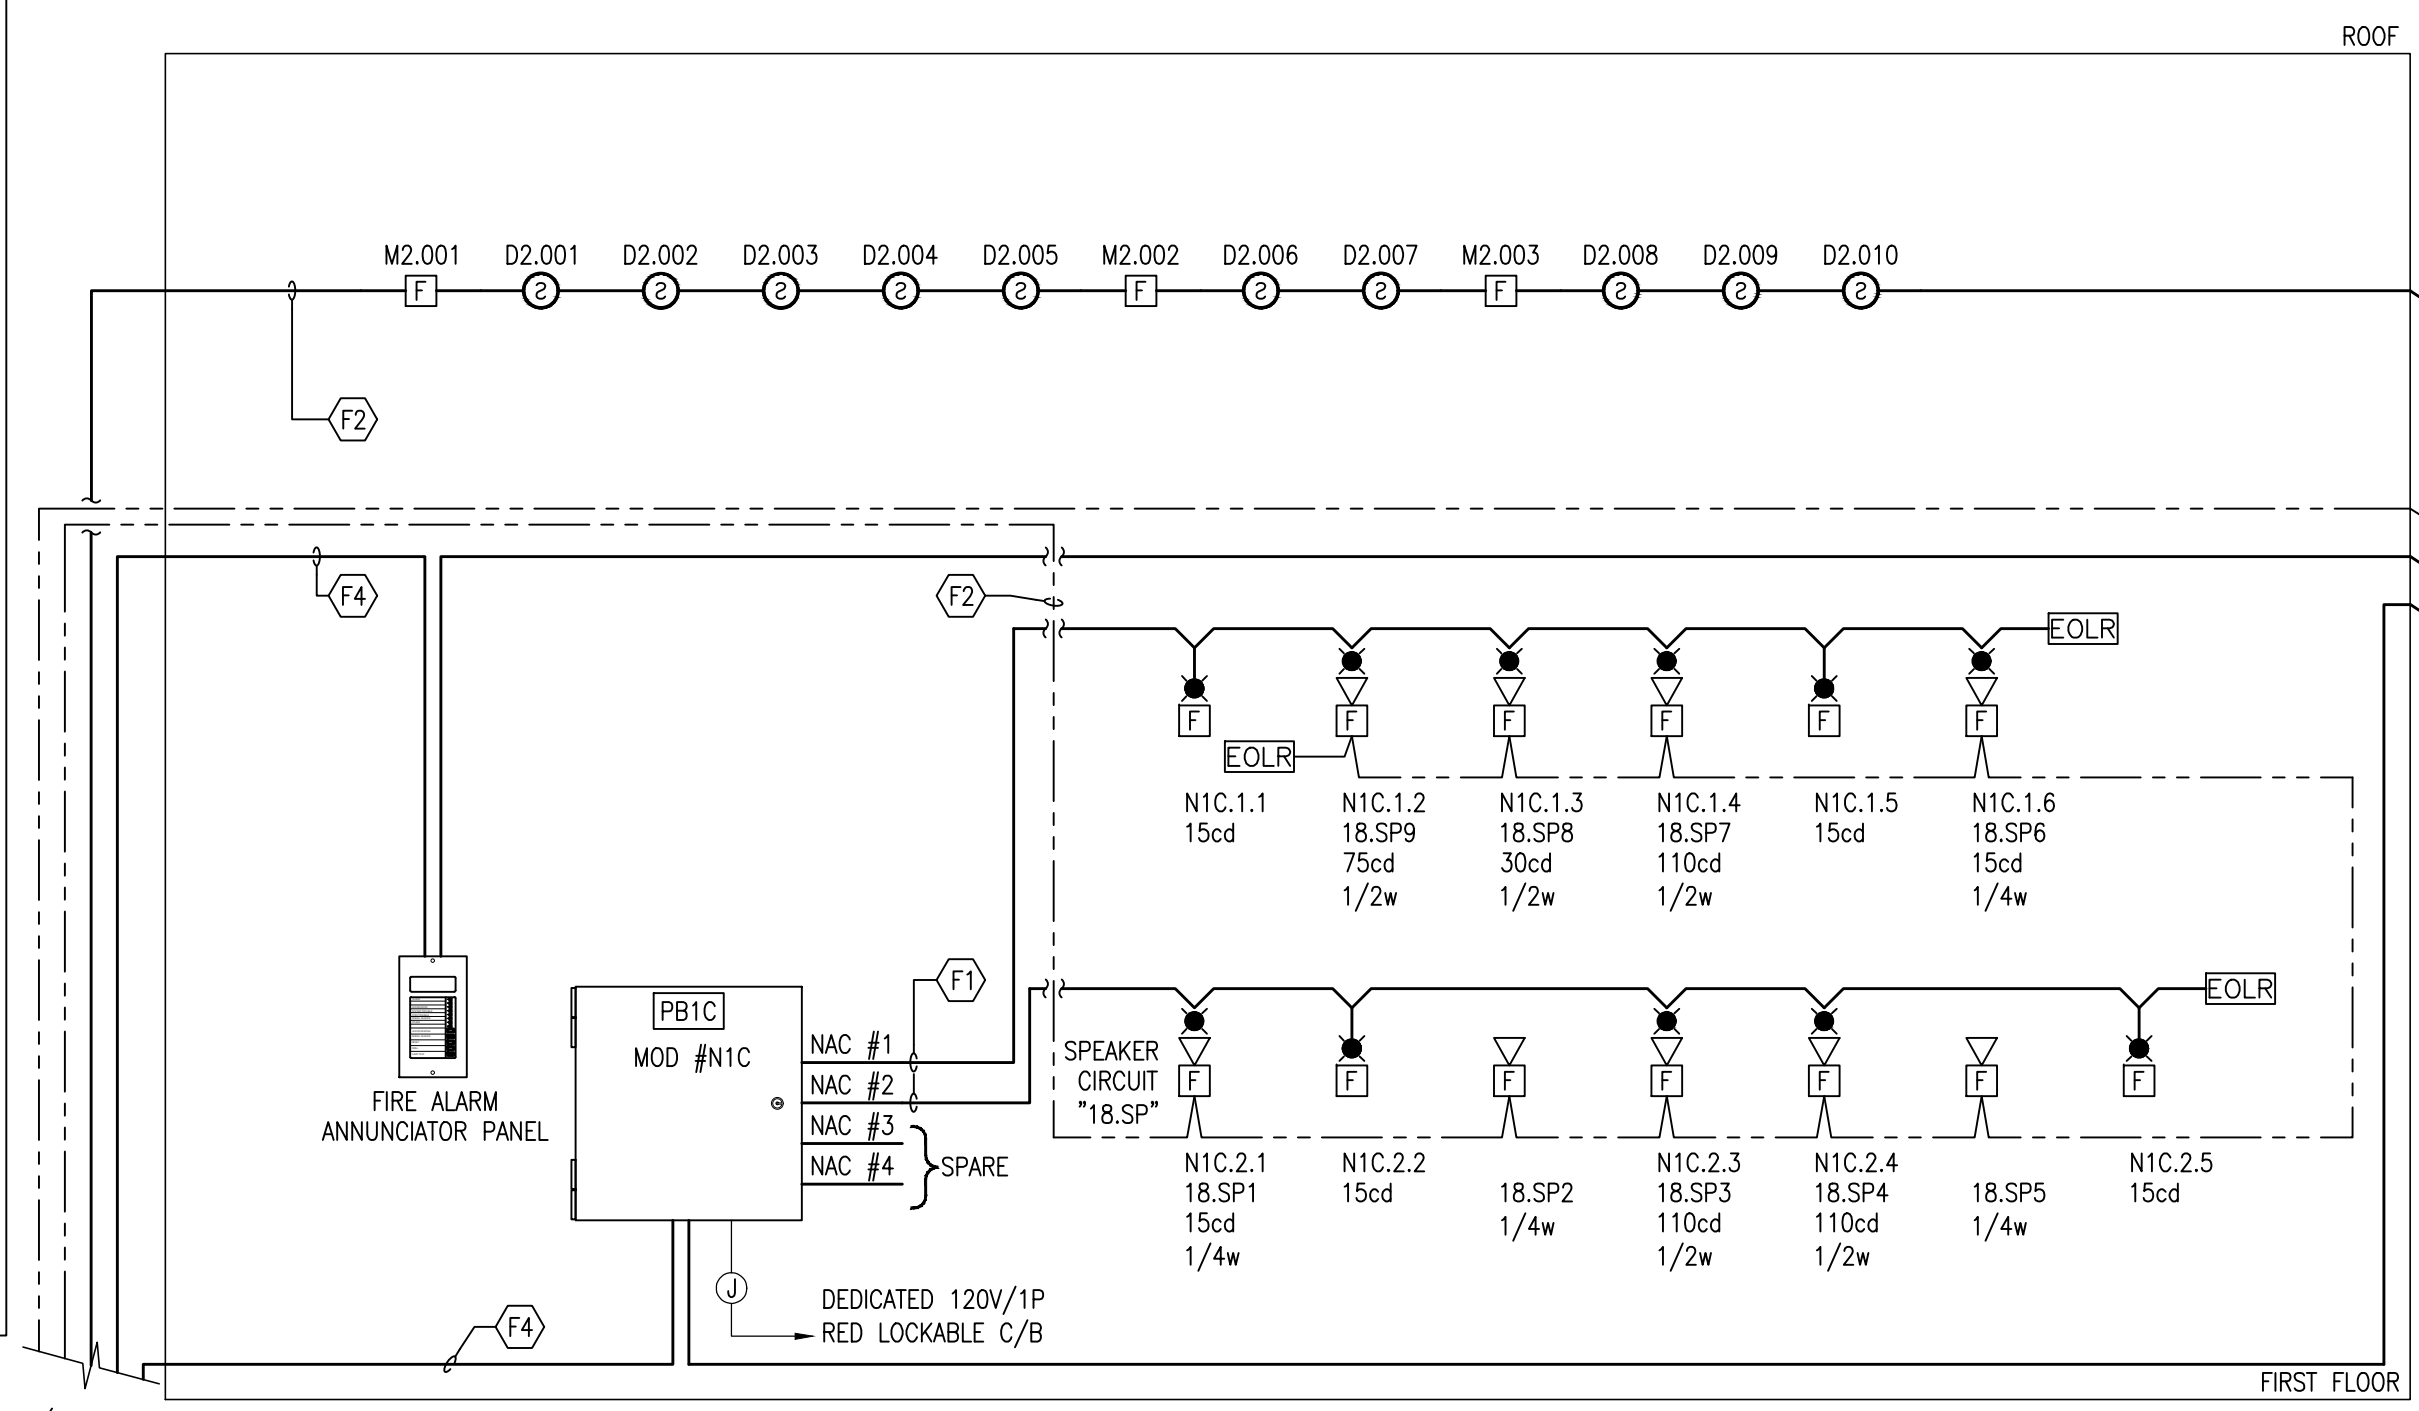 ROOF
M2.001 D2.001 D2.002 D2.003 D2.004 D2.005 M2.002 D2.006 D2.007 M2.003 D2.008 D2.009 D2.010
F S S S S S F S S F S S S
F2
F4
F2
EOLR
F F F F F F
EOLR
N1C.1.1 N1C.1.2 N1C.1.3 N1C.1.4 N1C.1.5 N1C.1.6
15cd 18.SP9 18.SP8 18.SP7 15cd 18.SP6
75cd 30cd 110cd 15cd
1/2w 1/2w 1/2w 1/4w
F1
EOLR
PB1C
MOD #N1C
NAC #1
NAC #2
NAC #3
NAC #4
SPARE
SPEAKER
CIRCUIT
"18.SP"
F F F F F F F
FIRE ALARM
ANNUNCIATOR PANEL
N1C.2.1 N1C.2.2 N1C.2.3 N1C.2.4 N1C.2.5
18.SP1 15cd 18.SP2 18.SP3 18.SP4 18.SP5 15cd
15cd 1/4w 110cd 110cd 1/4w
1/4w 1/2w 1/2w
J
DEDICATED 120V/1P
RED LOCKABLE C/B
F4
FIRST FLOOR